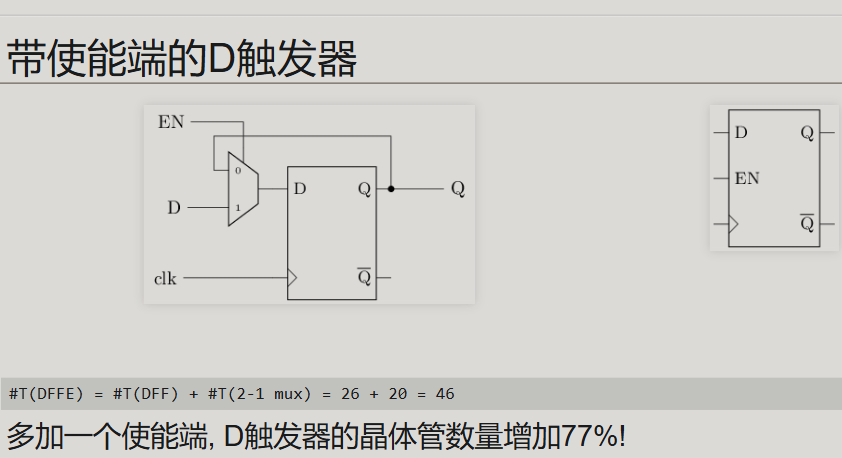 带使能端的D触发器
EN
0
D
1
D
Q
Q
clk
Q̅
D
Q
EN
Q̅
#T(DFFE) = #T(DFF) + #T(2-1 mux) = 26 + 20 = 46
多加一个使能端, D触发器的晶体管数量增加77%!